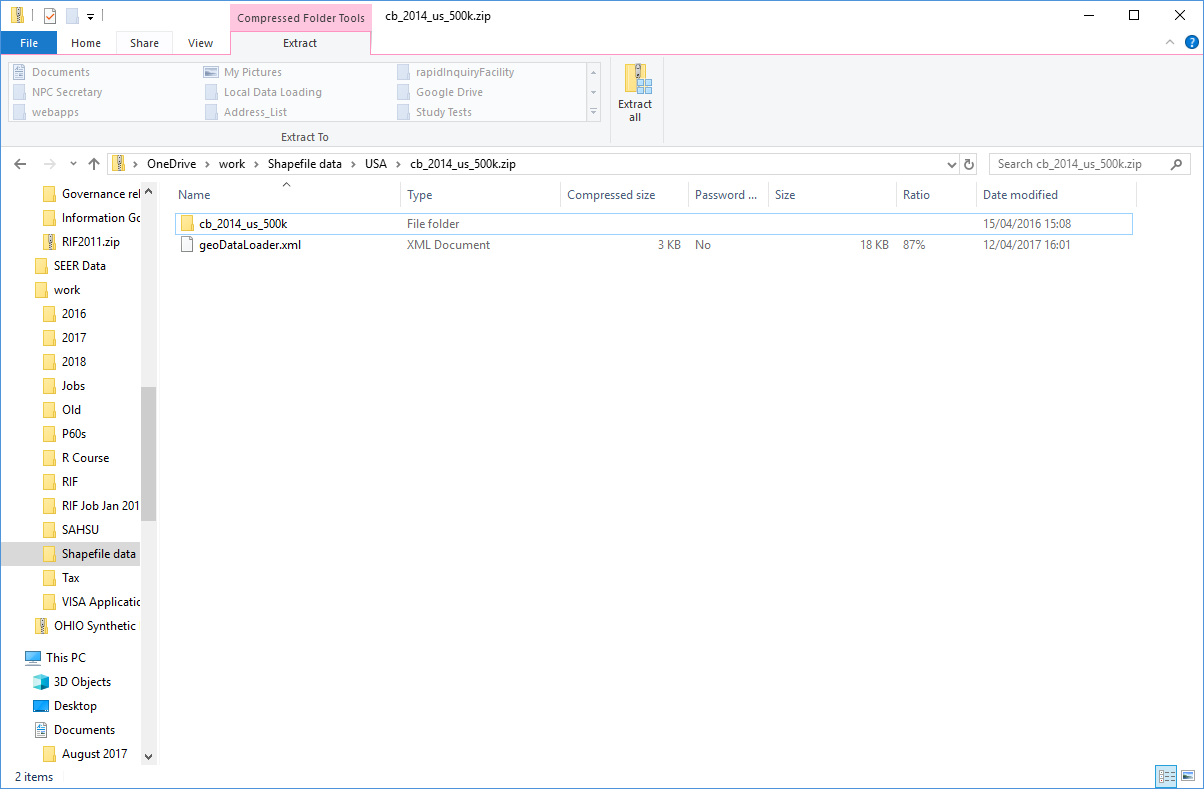 Compressed Folder Tools cb_2014_us_500k.zip
File Home Share View Extract
Documents My Pictures rapidInquiryFacility
NPC Secretary Local Data Loading Google Drive
webapps Address_List Study Tests
Extract all
Extract To
OneDrive > work > Shapefile data > USA > cb_2014_us_500k.zip Search cb_2014_us_500k.zip
Name Type Compressed size Password ... Size Ratio Date modified
cb_2014_us_500k File folder 15/04/2016 15:08
geoDataLoader.xml XML Document 3 KB No 18 KB 87% 12/04/2017 16:01
Governance rel
Information Go
RIF2011.zip
SEER Data
work
2016
2017
2018
Jobs
Old
P60s
R Course
RIF
RIF Job Jan 201
SAHSU
Shapefile data
Tax
VISA Applicatic
OHIO Synthetic
This PC
3D Objects
Desktop
Documents
August 2017
2 items